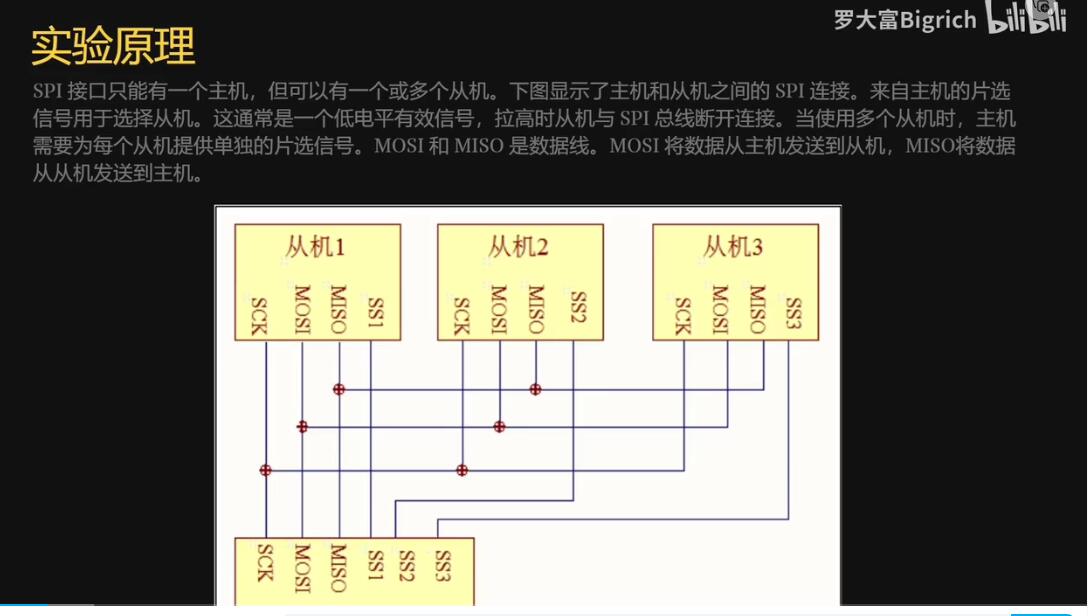 罗大富Bigrich bilibili
实验原理
SPI 接口只能有一个主机，但可以有一个或多个从机。下图显示了主机和从机之间的 SPI 连接。来自主机的片选
信号用于选择从机。这通常是一个低电平有效信号，拉高时从机与 SPI 总线断开连接。当使用多个从机时，主机
需要为每个从机提供单独的片选信号。MOSI 和 MISO 是数据线。MOSI 将数据从主机发送到从机，MISO将数据
从从机发送到主机。
从机1
SCK
MOSI
MISO
SS1
从机2
SCK
MOSI
MISO
SS2
从机3
SCK
MOSI
MISO
SS3
SCK
MOSI
MISO
SS1
SS2
SS3